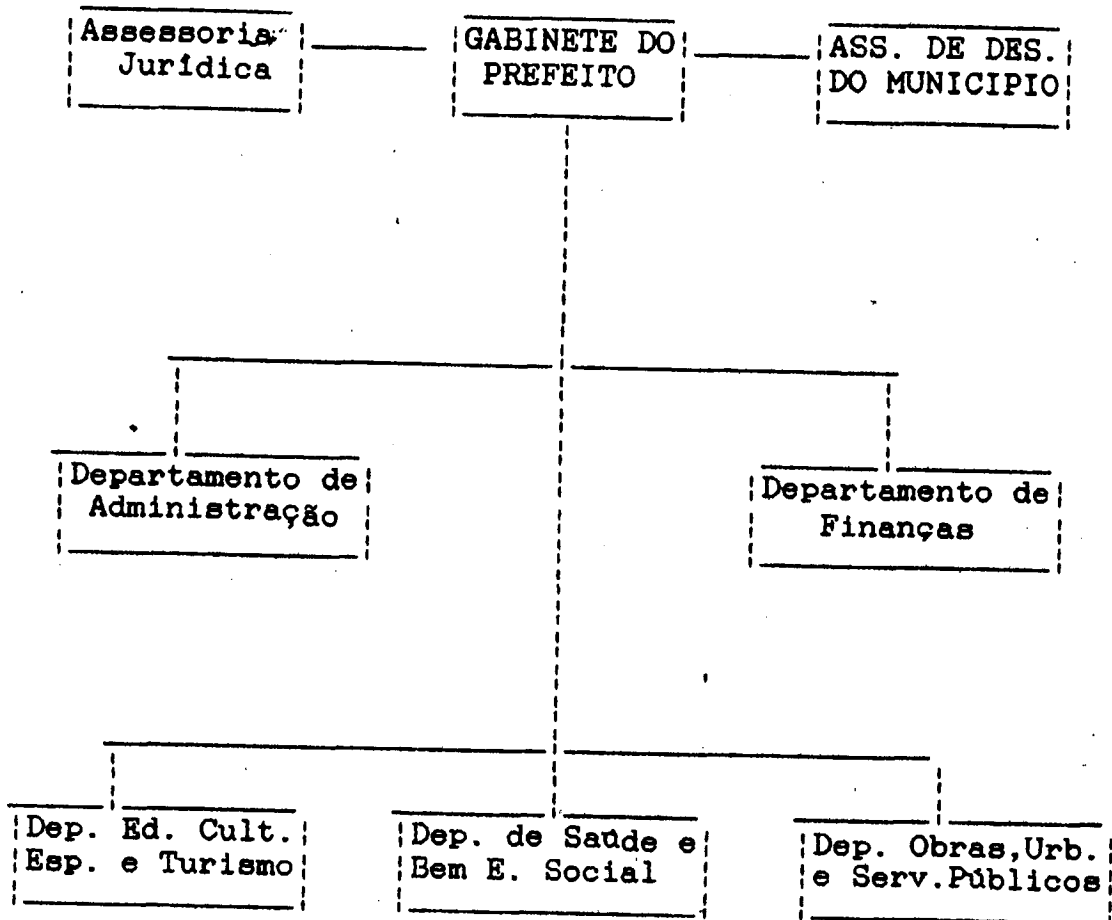 Assessoria
Jurídica
GABINETE DO
PREFEITO
ASS. DE DES.
DO MUNICIPIO
Departamento de
Administração
Departamento de
Finanças
Dep. Ed. Cult.
Esp. e Turismo
Dep. de Saúde e
Bem E. Social
Dep. Obras,Urb.
e Serv.Públicos